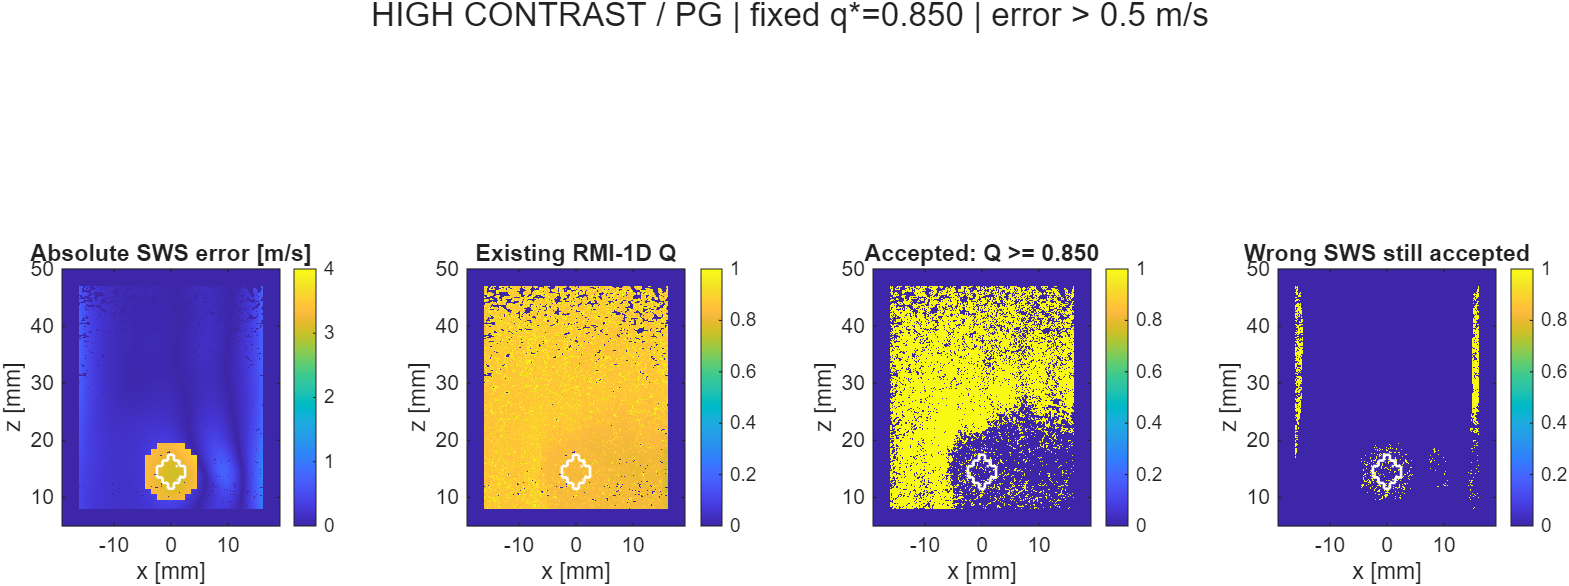 HIGH CONTRAST / PG | fixed q*=0.850 | error > 0.5 m/s
Absolute SWS error [m/s]
50
40
30
20
10
z [mm]
-10 0 10
x [mm]
4
3
2
1
0
Existing RMI-1D Q
50
40
30
20
10
z [mm]
-10 0 10
x [mm]
1
0.8
0.6
0.4
0.2
0
Accepted: Q >= 0.850
50
40
30
20
10
z [mm]
-10 0 10
x [mm]
1
0.8
0.6
0.4
0.2
0
Wrong SWS still accepted
50
40
30
20
10
z [mm]
-10 0 10
x [mm]
1
0.8
0.6
0.4
0.2
0